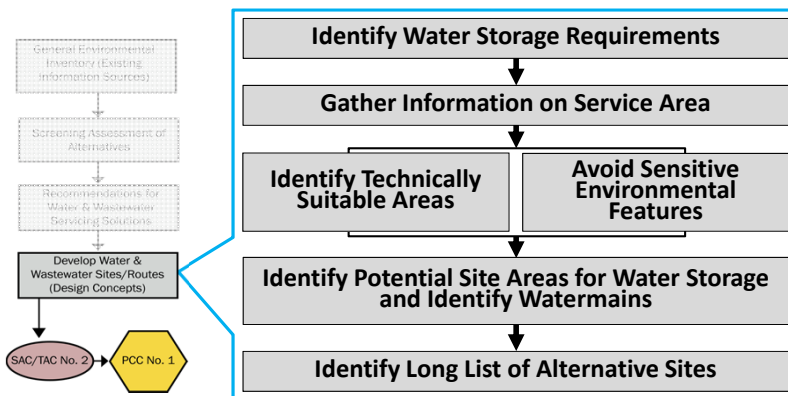 General Environmental
Inventory (Existing
Information Sources)
Screening Assessment of
Alternatives
Recommendations for
Water & Wastewater
Servicing Solutions
Develop Water &
Wastewater Sites/Routes
(Design Concepts)
SAC/TAC No. 2
PCC No. 1
Identify Water Storage Requirements
Gather Information on Service Area
Identify Technically
Suitable Areas
Avoid Sensitive
Environmental
Features
Identify Potential Site Areas for Water Storage
and Identify Watermains
Identify Long List of Alternative Sites